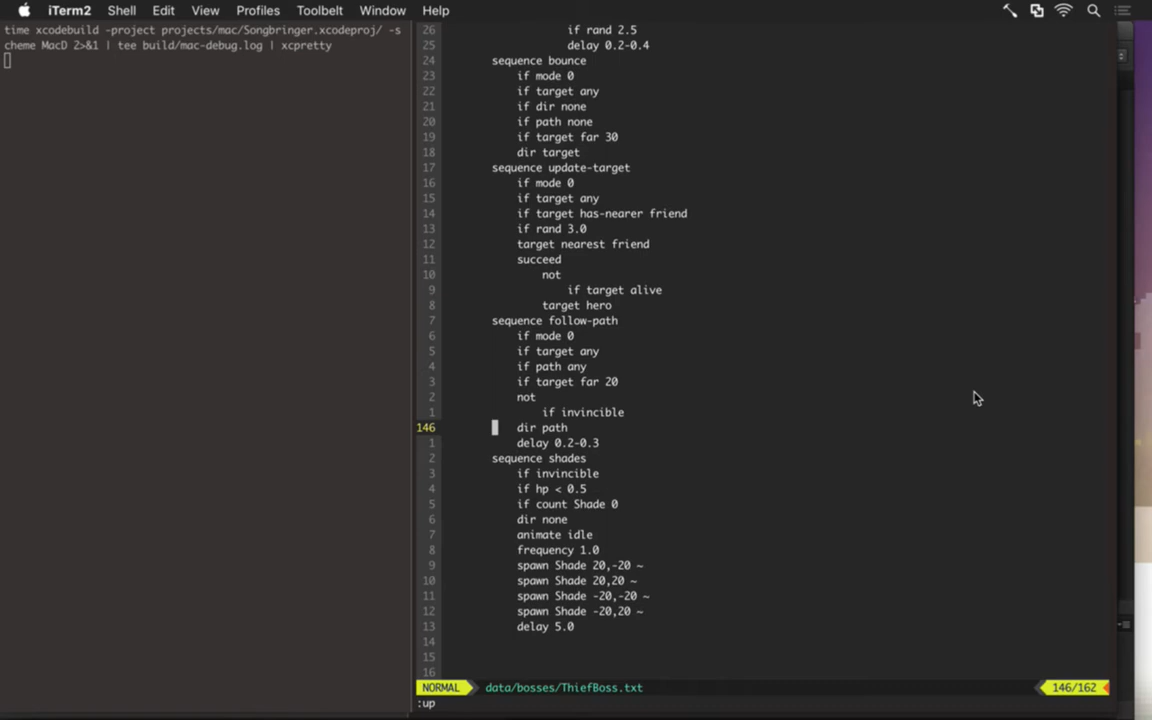 iTerm2 Shell Edit View Profiles Toolbelt Window Help
time xcodebuild -project projects/mac/Songbringer.xcodeproj/ -s
cheme MacD 2>&1 | tee build/mac-debug.log | xcpretty
26 if rand 2.5
25 delay 0.2-0.4
24 sequence bounce
23 if mode 0
22 if target any
21 if dir none
20 if path none
19 if target far 30
18 dir target
17 sequence update-target
16 if mode 0
15 if target any
14 if target has-nearer friend
13 if rand 3.0
12 target nearest friend
11 succeed
10 not
9 if target alive
8 target hero
7 sequence follow-path
6 if mode 0
5 if target any
4 if path any
3 if target far 20
2 not
1 if invincible
146 dir path
1 delay 0.2-0.3
2 sequence shades
3 if invincible
4 if hp < 0.5
5 if count Shade 0
6 dir none
7 animate idle
8 frequency 1.0
9 spawn Shade 20,-20 ~
10 spawn Shade 20,20 ~
11 spawn Shade -20,-20 ~
12 spawn Shade -20,20 ~
13 delay 5.0
14
15
16
NORMAL data/bosses/ThiefBoss.txt 146/162
:up